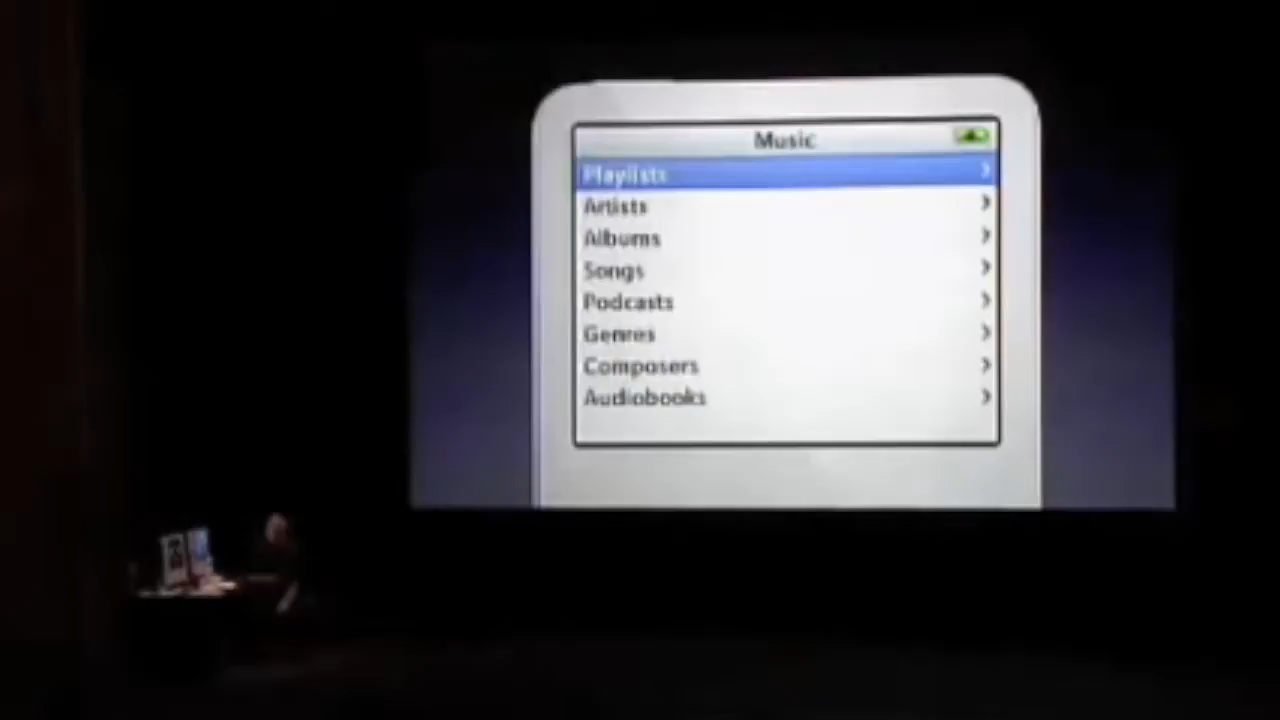 Music
Playlists
Artists
Albums
Songs
Podcasts
Genres
Composers
Audiobooks